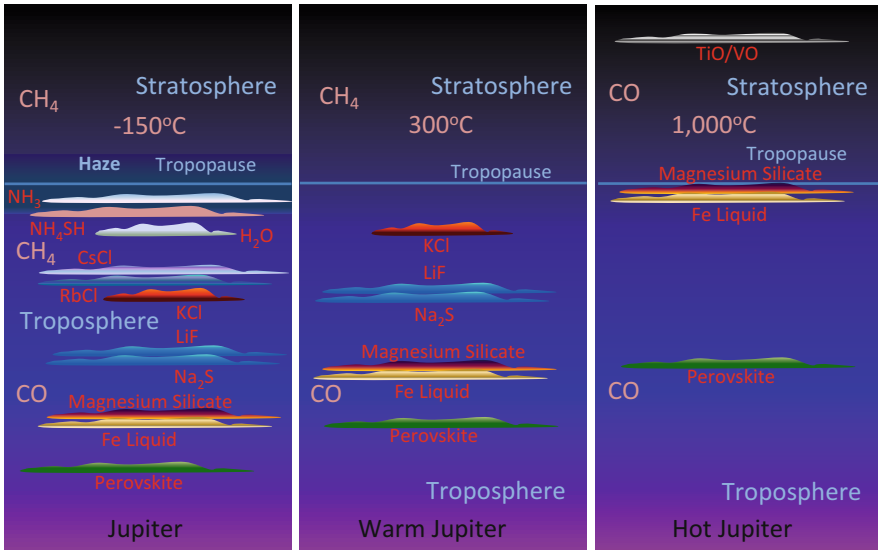 Stratosphere
CH₄
-150°C
Haze
Tropopause
NH₃
NH₄SH
H₂O
CH₄
CsCl
RbCl
KCl
Troposphere
LiF
Na₂S
CO
Magnesium Silicate
Fe Liquid
Perovskite
Jupiter
Stratosphere
CH₄
300°C
Tropopause
KCl
LiF
Na₂S
Magnesium Silicate
CO
Fe Liquid
Perovskite
Troposphere
Warm Jupiter
TiO/VO
Stratosphere
CO
1,000°C
Tropopause
Magnesium Silicate
Fe Liquid
Perovskite
CO
Troposphere
Hot Jupiter